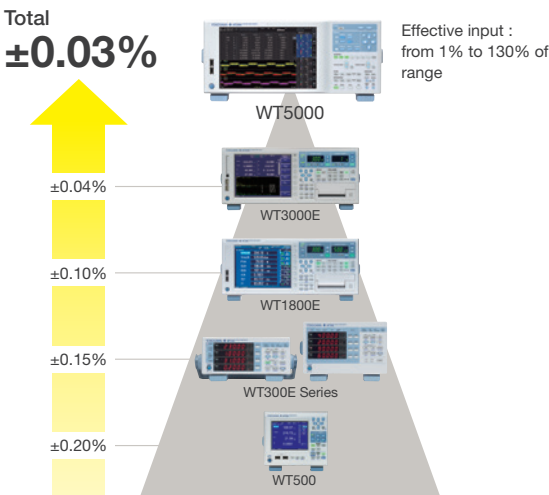 Total
±0.03%
Effective input :
from 1% to 130% of
range
WT5000
±0.04%
WT3000E
±0.10%
WT1800E
±0.15%
WT300E Series
±0.20%
WT500